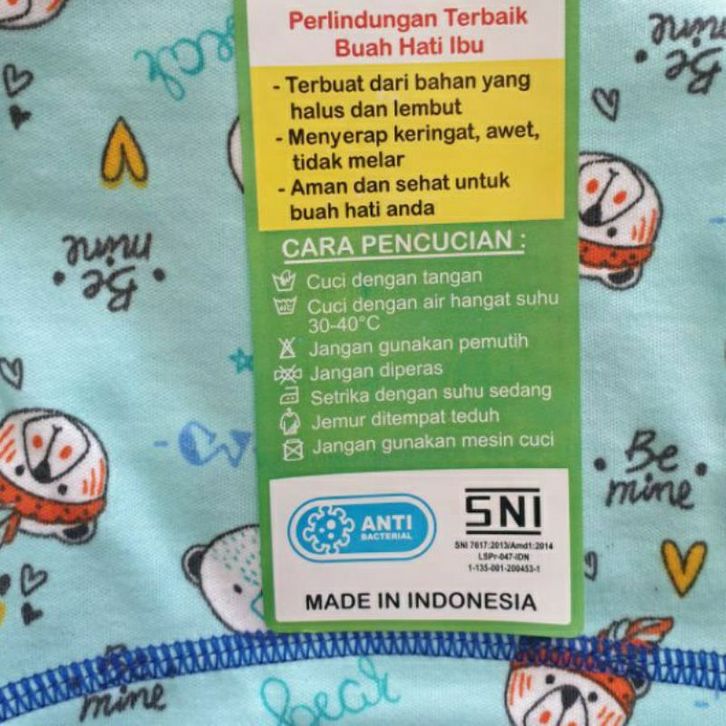 Perlindungan Terbaik
Buah Hati Ibu
- Terbuat dari bahan yang
halus dan lembut
- Menyerap keringat, awet,
tidak melar
- Aman dan sehat untuk
buah hati anda
CARA PENCUCIAN :
Cuci dengan tangan
Cuci dengan air hangat suhu
30-40°C
Jangan gunakan pemutih
Jangan diperas
Setrika dengan suhu sedang
Jemur ditempat teduh
Jangan gunakan mesin cuci
ANTI
BACTERIAL
SNI
SNI 7617:2013/Amd1:2014
LSPr-047-IDN
1-135-001-200453-1
MADE IN INDONESIA
bear
Be
mine
Be
mine
Be
mine
mine
bear